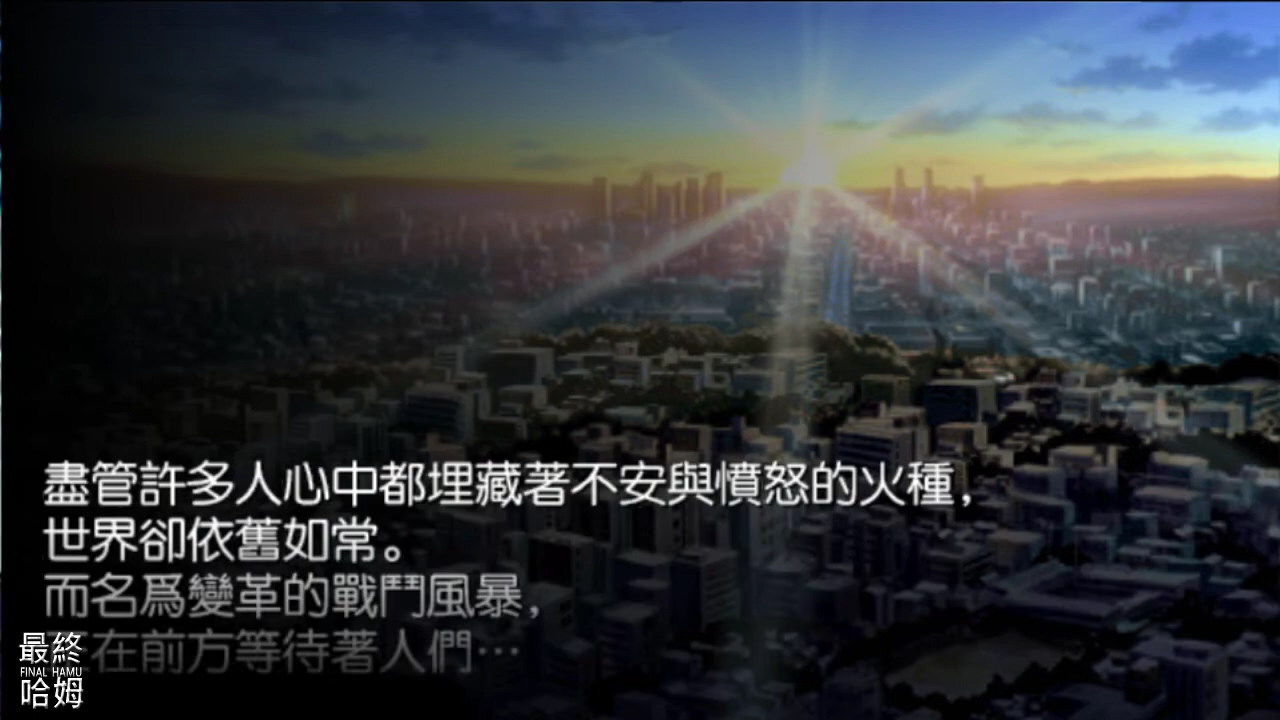 盡管許多人心中都埋藏著不安與憤怒的火種，
世界卻依舊如常。
而名爲變革的戰鬥風暴，
在前方等待著人們…
最終
FINAL HAMU
哈姆